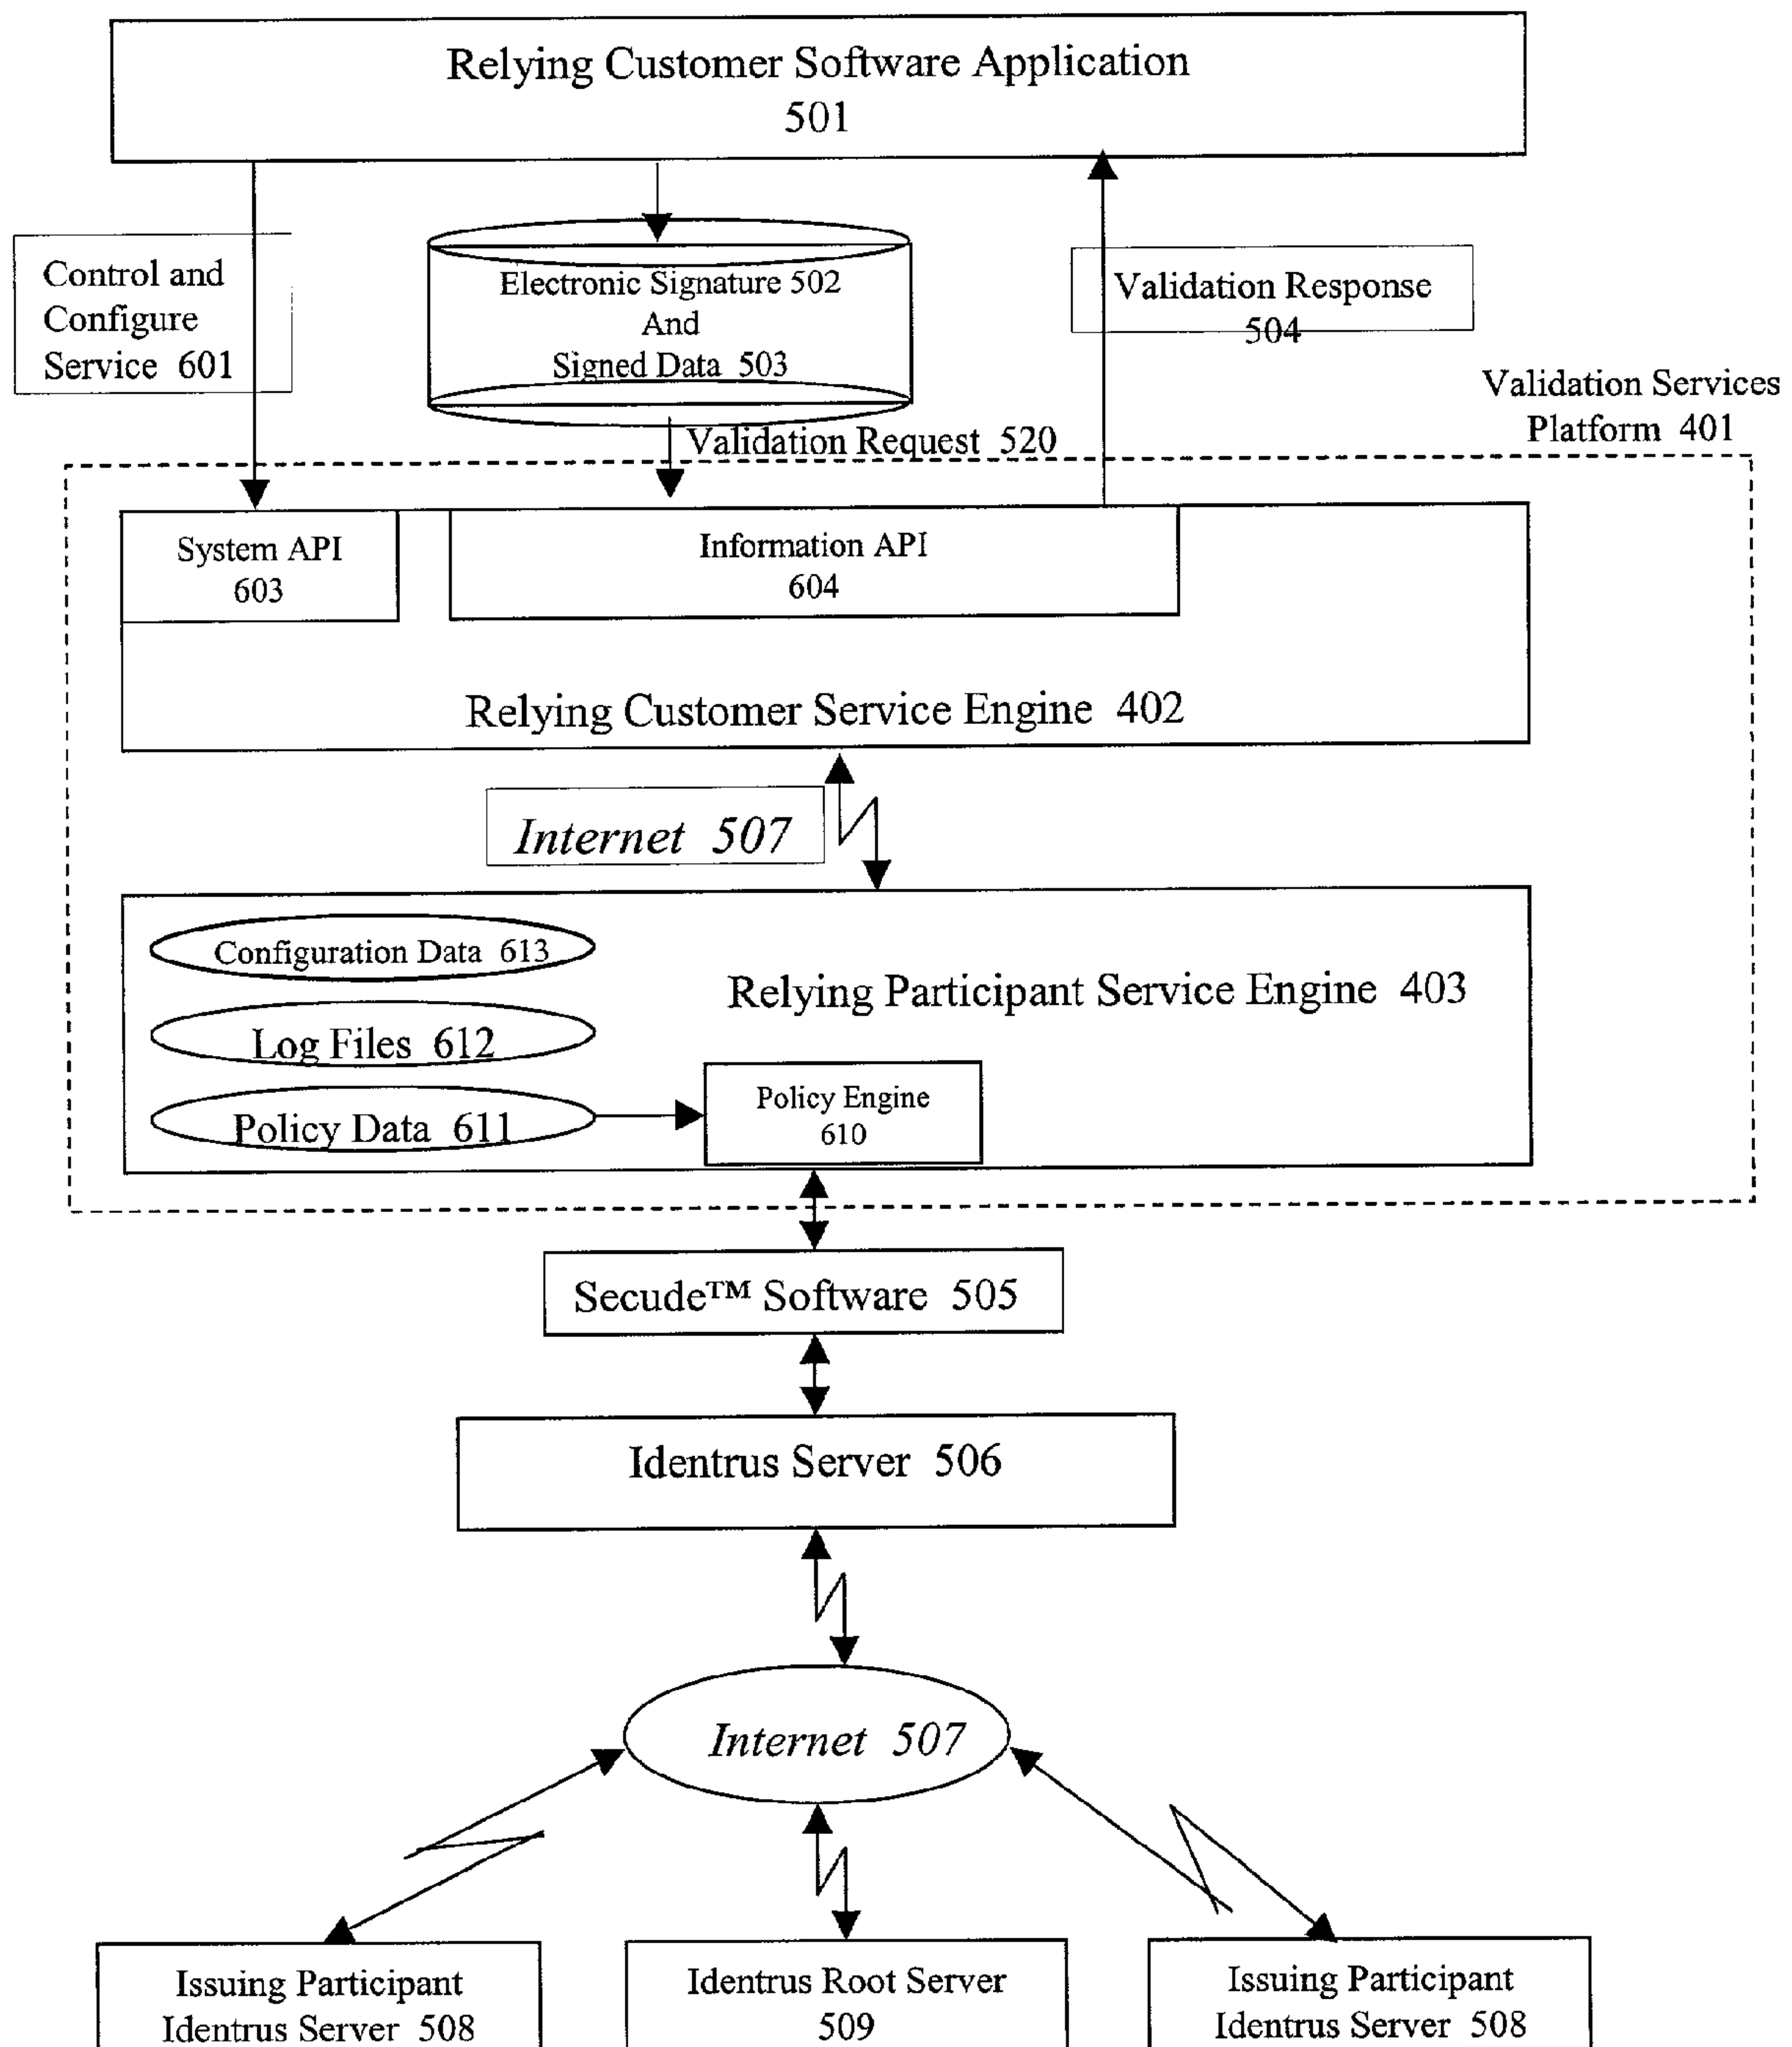 Relying Customer Software Application
501
Control and
Configure
Service 601
Electronic Signature 502
And
Signed Data 503
Validation Response
504
Validation Services
Platform 401
Validation Request 520
System API
603
Information API
604
Relying Customer Service Engine 402
Internet 507
Configuration Data 613
Relying Participant Service Engine 403
Log Files 612
Policy Data 611
Policy Engine
610
Secude™ Software 505
Identrus Server 506
Internet 507
Issuing Participant
Identrus Server 508
Identrus Root Server
509
Issuing Participant
Identrus Server 508